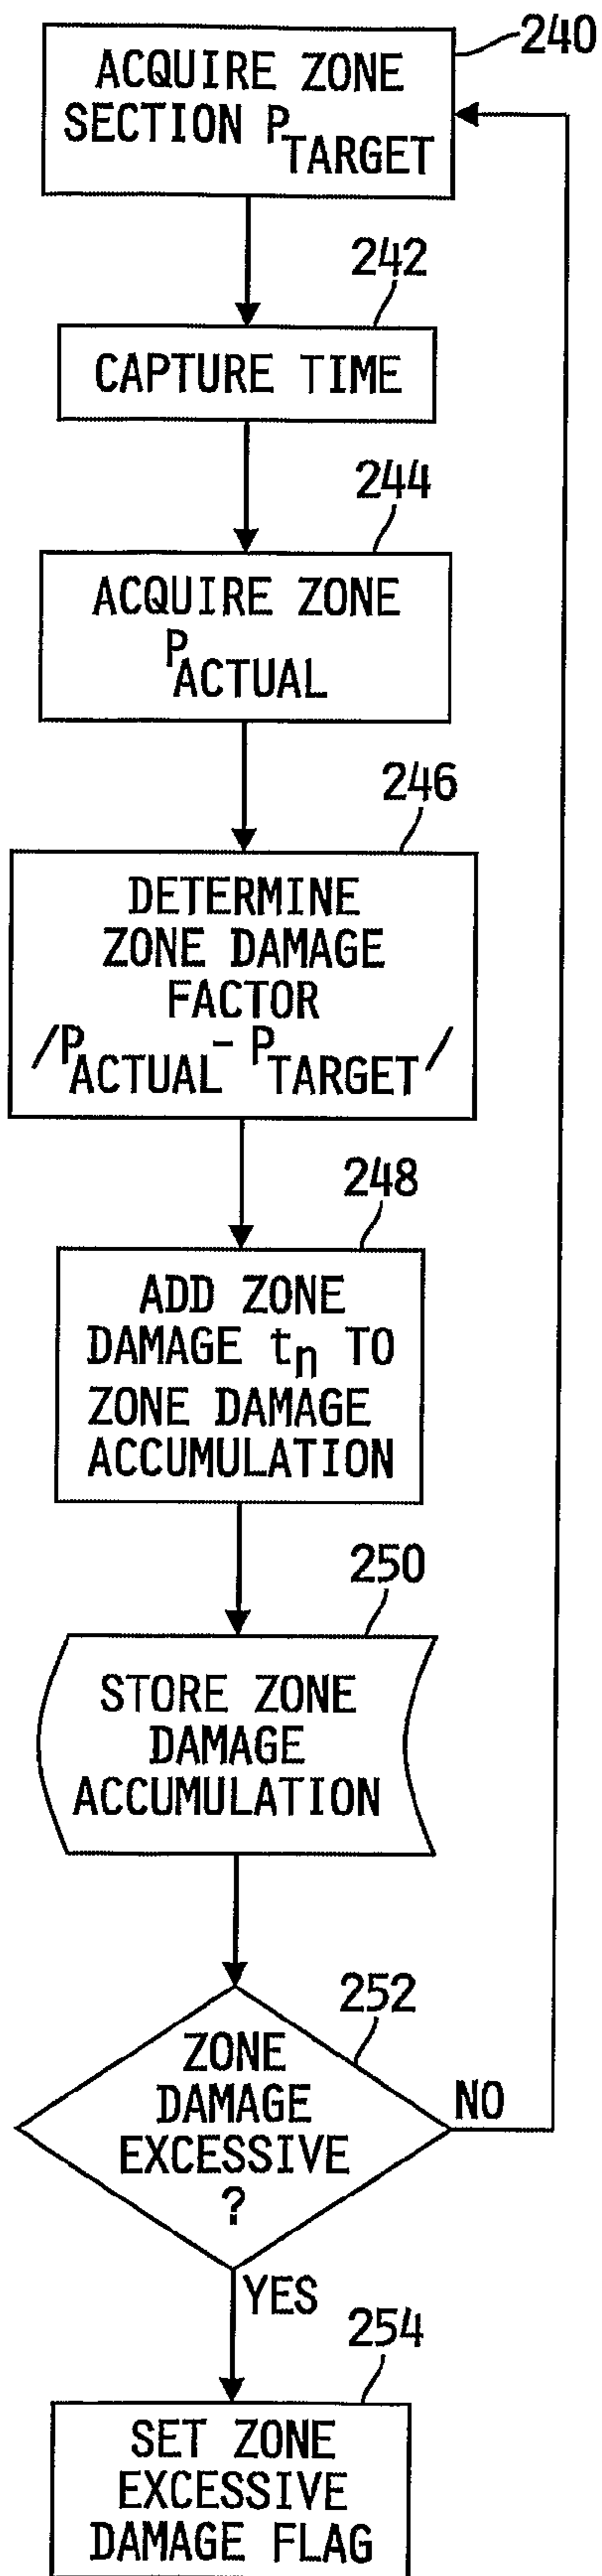 240
ACQUIRE ZONE
SECTION PTARGET
242
CAPTURE TIME
244
ACQUIRE ZONE
PACTUAL
246
DETERMINE
ZONE DAMAGE
FACTOR
/PACTUAL - PTARGET/
248
ADD ZONE
DAMAGE tn TO
ZONE DAMAGE
ACCUMULATION
250
STORE ZONE
DAMAGE
ACCUMULATION
252
ZONE
DAMAGE
EXCESSIVE
?
NO
YES
254
SET ZONE
EXCESSIVE
DAMAGE FLAG